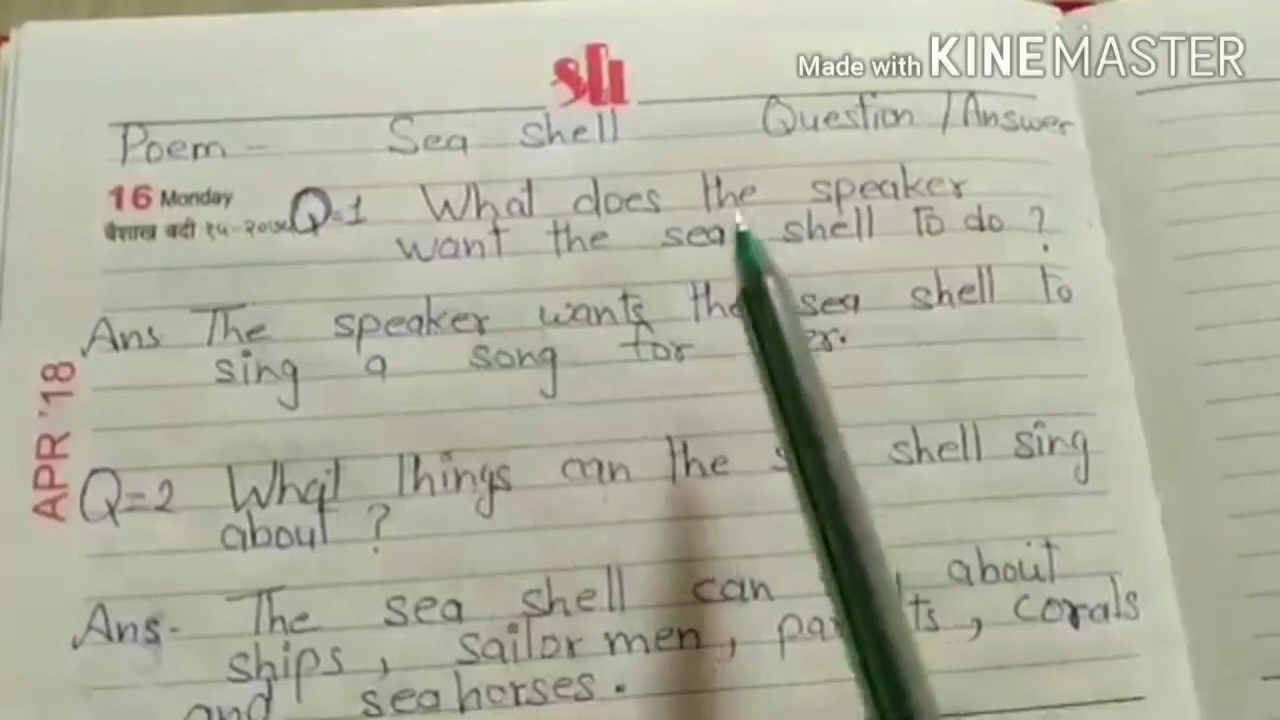 Made with KINEMASTER
Poem - Sea shell Question / Answer
16 Monday
Q=1 What does the speaker
want the sea shell to do ?
Ans The speaker wants the sea shell to
sing a song for
APR '18
Q=2 What things can the shell sing
about ?
Ans- The sea shell can about
ships, sailor men, corals
and seahorses.